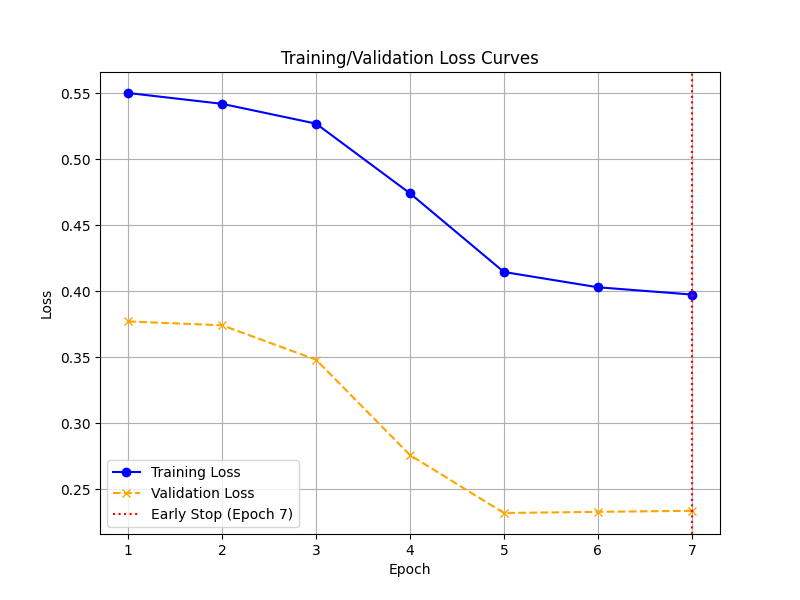 Training/Validation Loss Curves
0.55
0.50
0.45
0.40
0.35
0.30
0.25
Loss
Training Loss
Validation Loss
Early Stop (Epoch 7)
1 2 3 4 5 6 7
Epoch